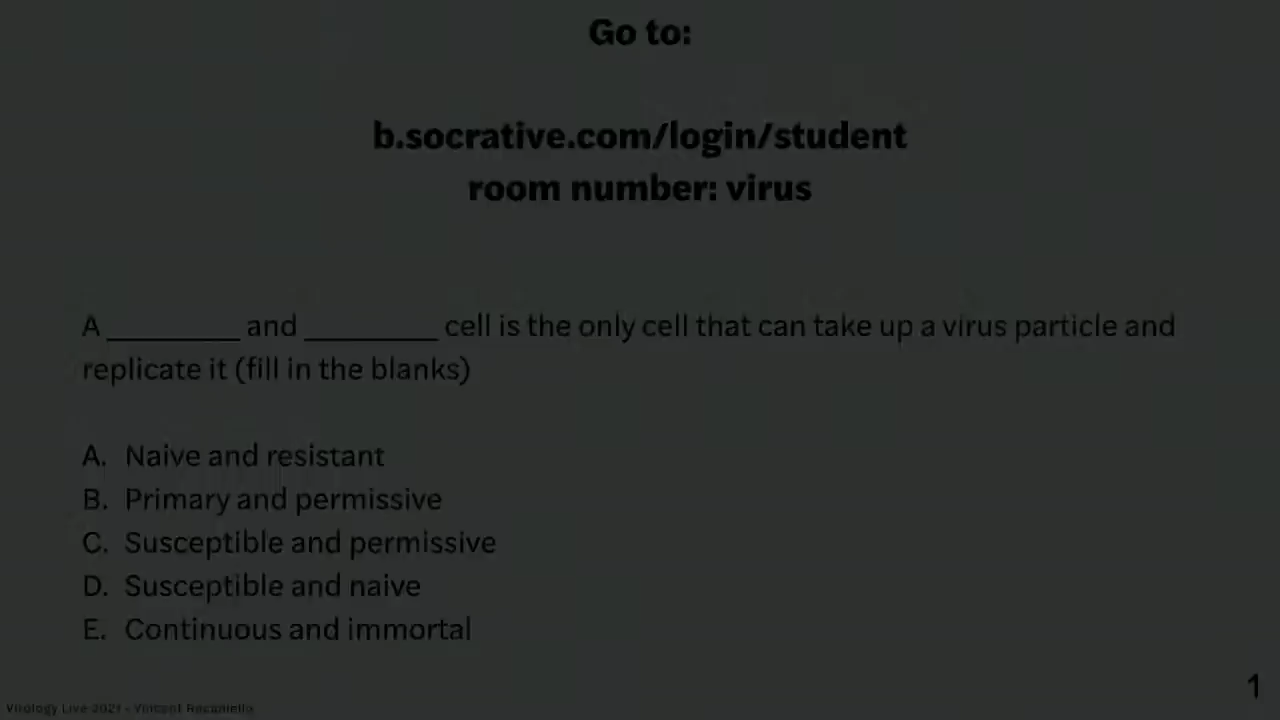 Go to:
b.socrative.com/login/student
room number: virus
A _________ and _________ cell is the only cell that can take up a virus particle and
replicate it (fill in the blanks)
A. Naive and resistant
B. Primary and permissive
C. Susceptible and permissive
D. Susceptible and naive
E. Continuous and immortal
1
Virology Live 2021 - Vincent Racaniello